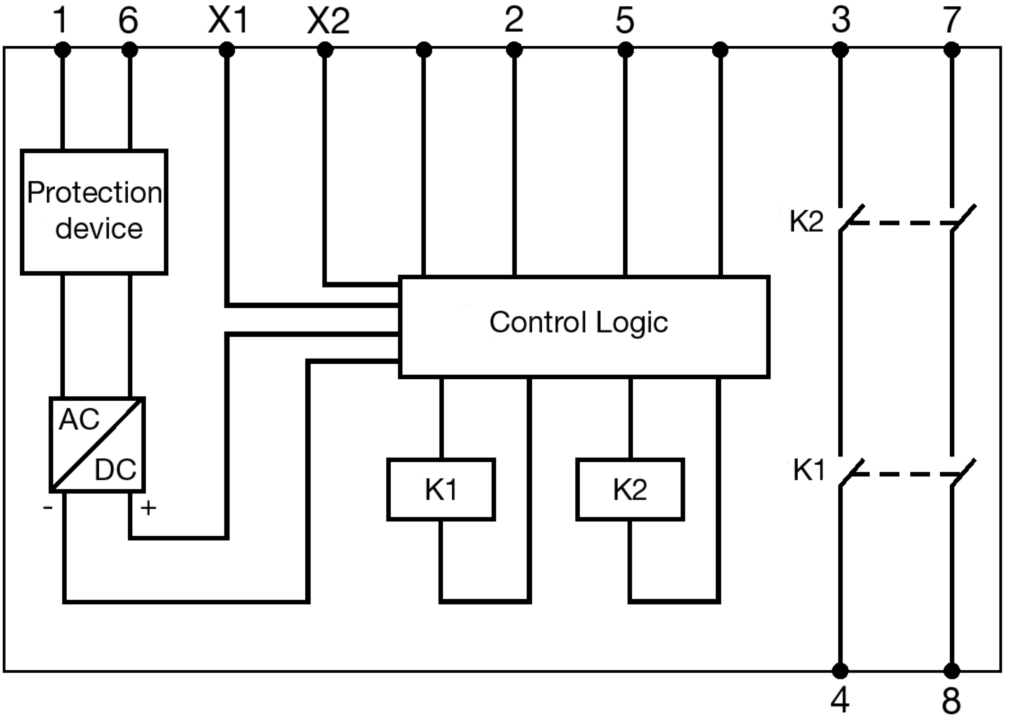 1 6 X1 X2 2 5 3 7
Protection
device
K2
Control Logic
AC
DC
- +
K1 K2 K1
4 8